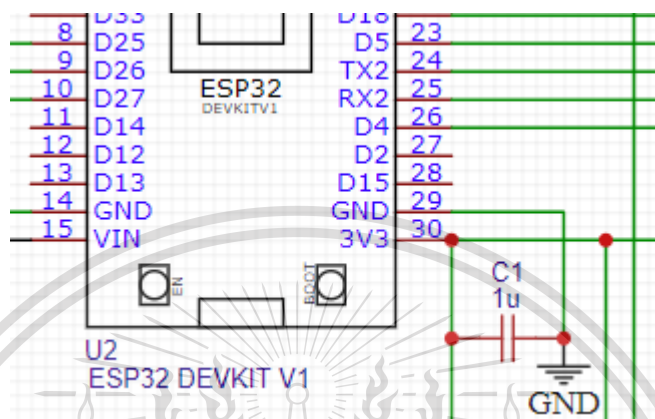 D33
D18
8 D25
D5 23
9 D26
TX2 24
10 D27
ESP32
DEVKITV1
RX2 25
11 D14
D4 26
12 D12
D2 27
13 D13
D15 28
14 GND
GND 29
15 VIN
3V3 30
EN
BOOT
C1
1u
U2
ESP32 DEVKIT V1
GND